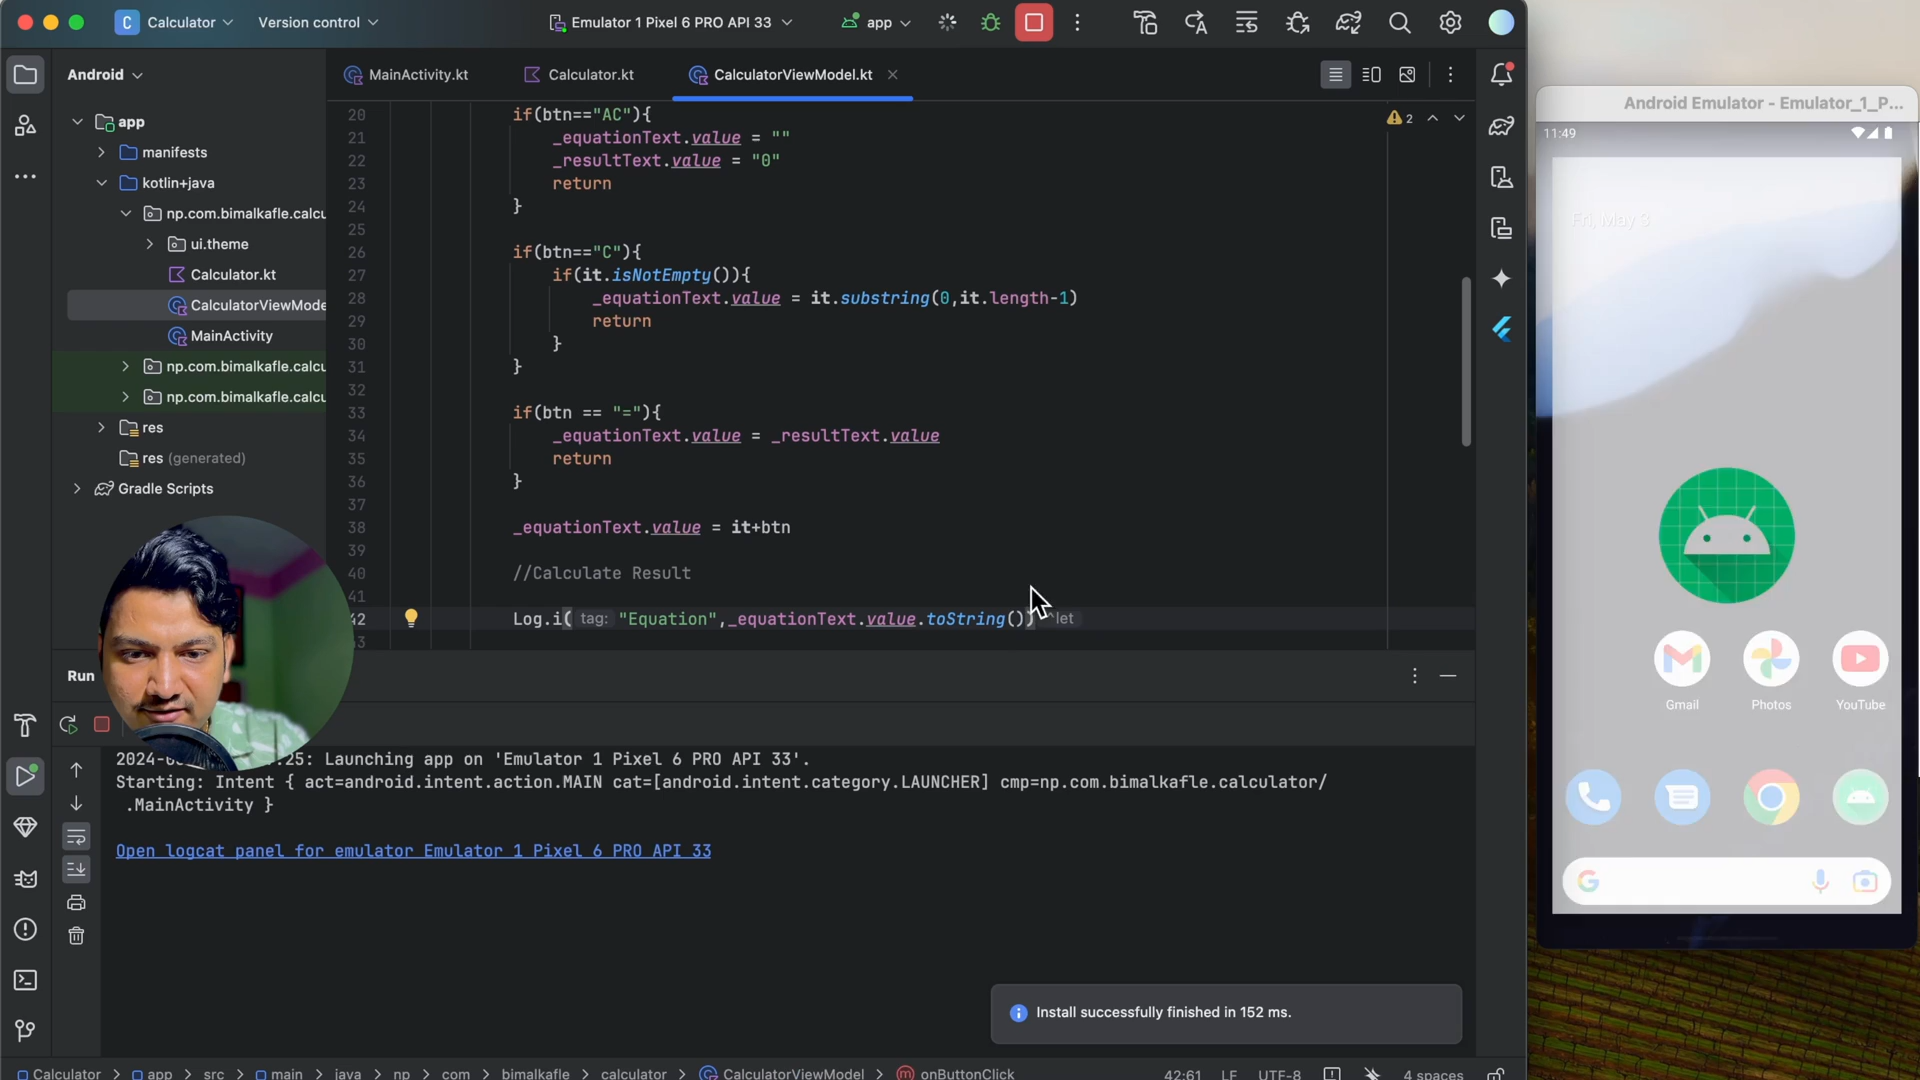 Calculator
Version control
Emulator 1 Pixel 6 PRO API 33
app
Android
MainActivity.kt
Calculator.kt
CalculatorViewModel.kt
app
manifests
kotlin+java
np.com.bimalkafle.calcu
ui.theme
Calculator.kt
CalculatorViewMode
MainActivity
np.com.bimalkafle.calcu
np.com.bimalkafle.calcu
res
res (generated)
Gradle Scripts
2
20 if(btn=="AC"){
21 _equationText.value = ""
22 _resultText.value = "0"
23 return
24 }
25
26 if(btn=="C"){
27 if(it.isNotEmpty()){
28 _equationText.value = it.substring(0,it.length-1)
29 return
30 }
31 }
32
33 if(btn == "="){
34 _equationText.value = _resultText.value
35 return
36 }
37
38 _equationText.value = it+btn
39
40 //Calculate Result
41
42 Log.i( tag: "Equation",_equationText.value.toString()) ^let
43
Run
25: Launching app on 'Emulator 1 Pixel 6 PRO API 33'.
Starting: Intent { act=android.intent.action.MAIN cat=[android.intent.category.LAUNCHER] cmp=np.com.bimalkafle.calculator/
.MainActivity }
Open logcat panel for emulator Emulator 1 Pixel 6 PRO API 33
Install successfully finished in 152 ms.
Calculator > app > src > main > java > np > com > bimalkafle > calculator > CalculatorViewModel > onButtonClick
42:61 LF UTF-8 4 spaces
Android Emulator - Emulator_1_P...
11:49
Fri, May 3
Gmail
Photos
YouTube